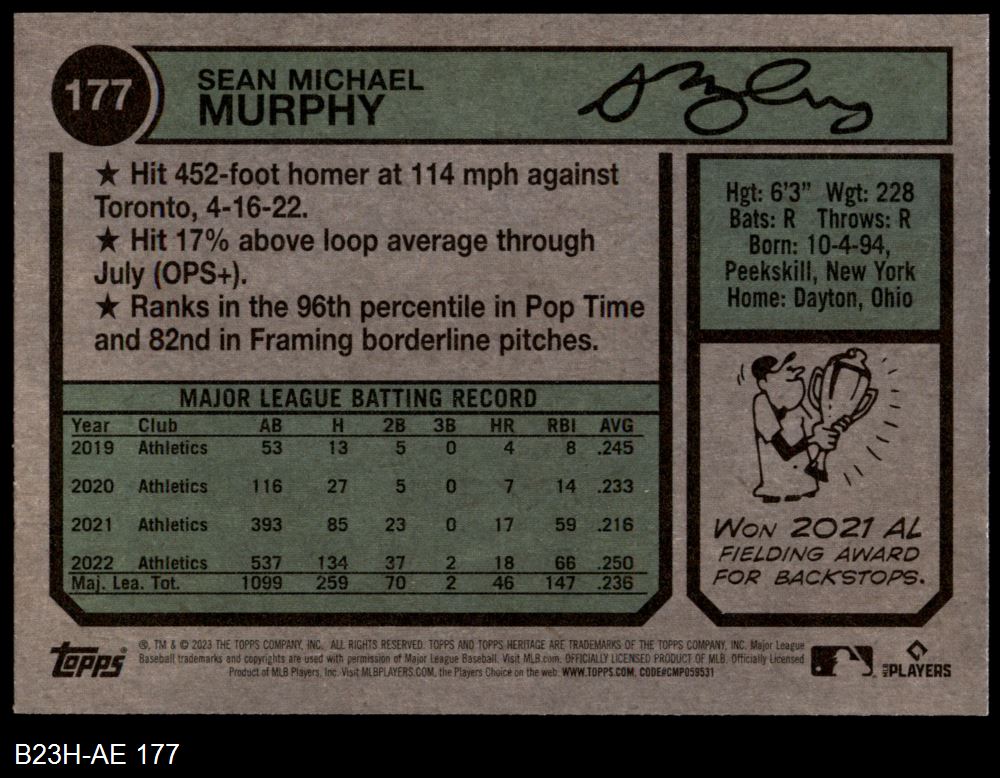 177
SEAN MICHAEL
MURPHY
★ Hit 452-foot homer at 114 mph against
Toronto, 4-16-22.
★ Hit 17% above loop average through
July (OPS+).
★ Ranks in the 96th percentile in Pop Time
and 82nd in Framing borderline pitches.
Hgt: 6'3" Wgt: 228
Bats: R Throws: R
Born: 10-4-94,
Peekskill, New York
Home: Dayton, Ohio
MAJOR LEAGUE BATTING RECORD
Year Club AB H 2B 3B HR RBI AVG
2019 Athletics 53 13 5 0 4 8 .245
2020 Athletics 116 27 5 0 7 14 .233
2021 Athletics 393 85 23 0 17 59 .216
2022 Athletics 537 134 37 2 18 66 .250
Maj. Lea. Tot. 1099 259 70 2 46 147 .236
WON 2021 AL
FIELDING AWARD
FOR BACKSTOPS.
topps
®, TM & © 2023 THE TOPPS COMPANY, INC. ALL RIGHTS RESERVED. TOPPS AND TOPPS HERITAGE ARE TRADEMARKS OF THE TOPPS COMPANY, INC. Major League
Baseball trademarks and copyrights are used with permission of Major League Baseball. Visit MLB.com. OFFICIALLY LICENSED PRODUCT OF MLB. Officially Licensed
Product of MLB Players, Inc. Visit MLBPLAYERS.COM, the Players Choice on the web. WWW.TOPPS.COM. CODE#CMP059531
MLB PLAYERS
B23H-AE 177